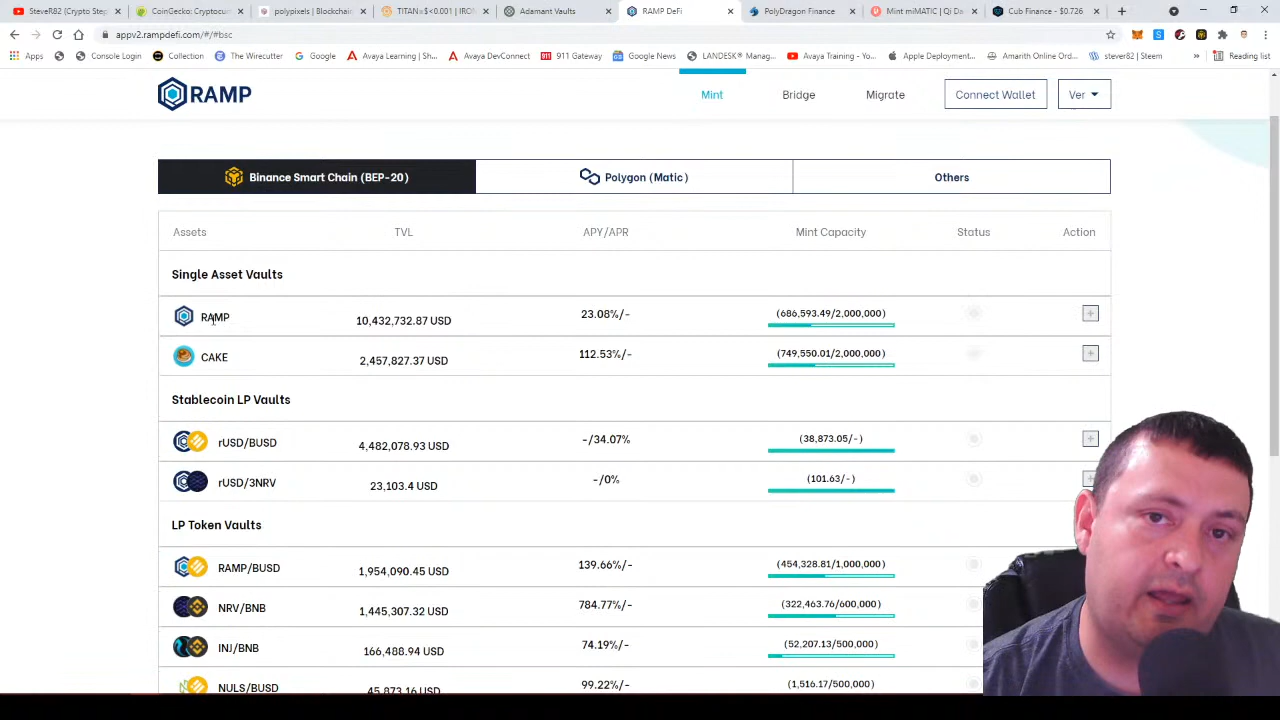 SteveR82 (Crypto Step
CoinGecko: Cryptocurr
polypixels | Blockchain
TITAN=$<0.001 | IRON
Adamant Vaults
RAMP DeFi
PolyDragon Finance
Mint miMATIC | Qi Da
Cub Finance - $0.726
appv2.rampdefi.com/#/#bsc
Apps
Google Cloud
The Wirecutter
Google
Avaya Learning | Sh...
Avaya DevConnect
911 Gateway
Google News
LANDESK® Manag...
Avaya Training - Yo...
Apple Deployment...
Amarith Online Ord...
stever82 | Steem
»
Reading list
RAMP
Mint
Bridge
Migrate
Connect Wallet
Ver
Binance Smart Chain (BEP-20)
Polygon (Matic)
Others
Assets TVL APY/APR Mint Capacity Status Action
Single Asset Vaults
RAMP 10,432,732.87 USD 23.08%/- (686,593.49/2,000,000) +
CAKE 2,457,827.37 USD 112.53%/- (749,550.01/2,000,000) +
Stablecoin LP Vaults
rUSD/BUSD 4,482,078.93 USD -/34.07% (38,873.05/-) +
rUSD/3NRV 23,103.4 USD -/0% (101.63/-)
LP Token Vaults
RAMP/BUSD 1,954,090.45 USD 139.66%/- (454,328.81/1,000,000)
NRV/BNB 1,445,307.32 USD 784.77%/- (322,463.76/600,000)
INJ/BNB 166,488.94 USD 74.19%/- (52,207.13/500,000)
NULS/BUSD 45,873.16 USD 99.22%/- (1,516.17/500,000)